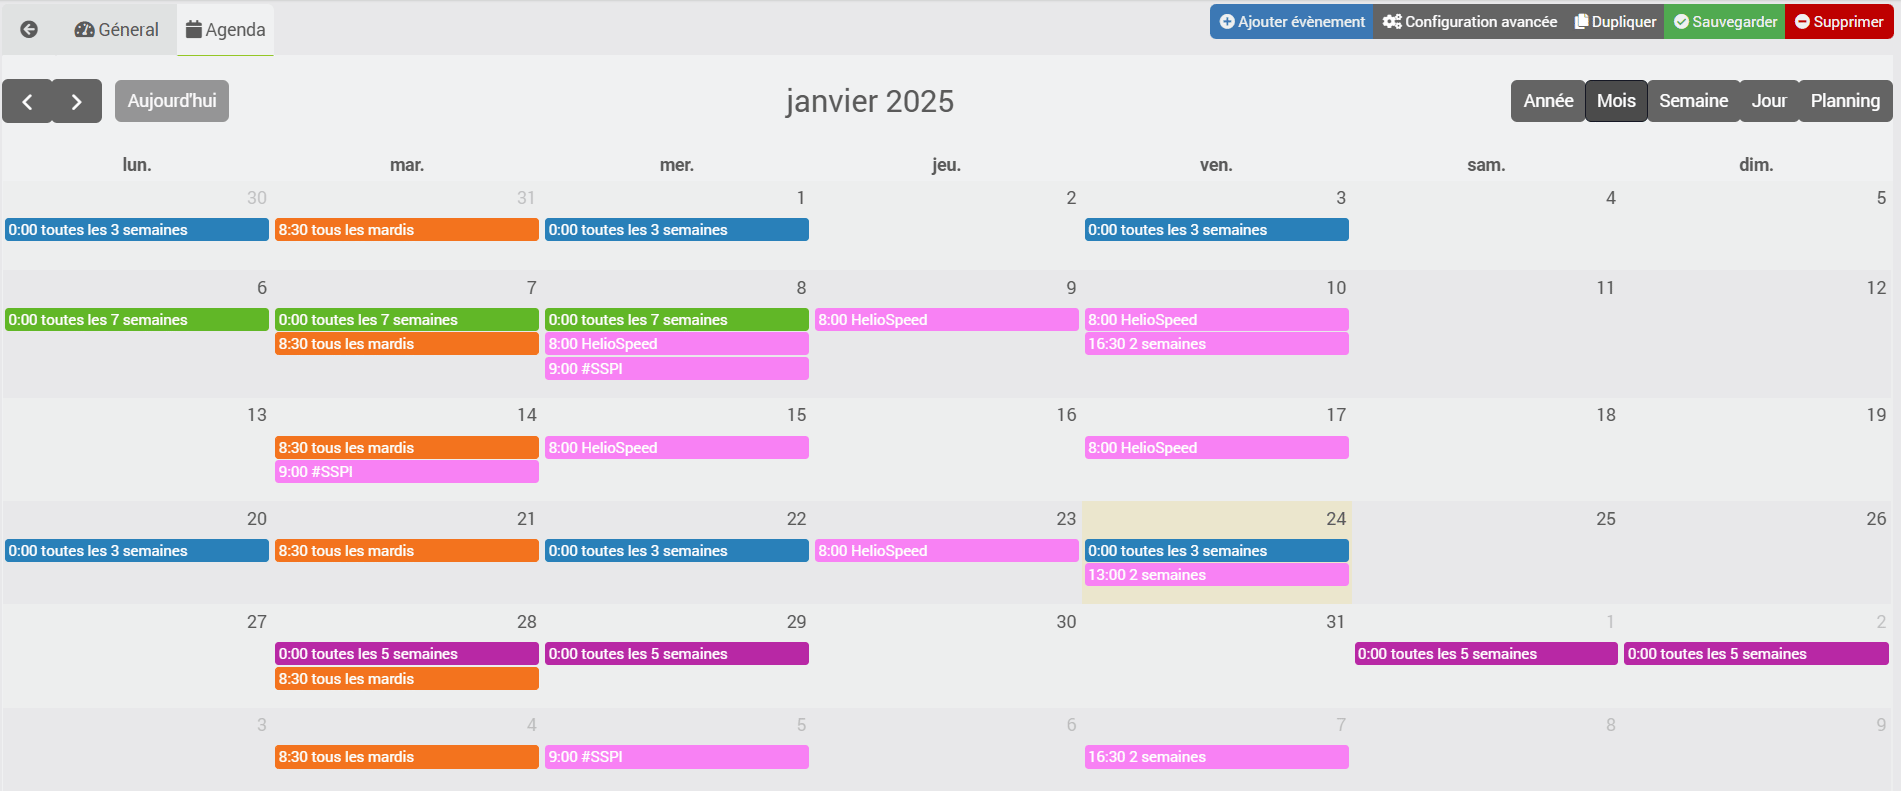 Géneral
Agenda
Ajouter évènement
Configuration avancée
Dupliquer
Sauvegarder
Supprimer
Aujourd'hui
janvier 2025
Année
Mois
Semaine
Jour
Planning
lun. mar. mer. jeu. ven. sam. dim.
30 31 1 2 3 4 5
0:00 toutes les 3 semaines 8:30 tous les mardis 0:00 toutes les 3 semaines 0:00 toutes les 3 semaines
6 7 8 9 10 11 12
0:00 toutes les 7 semaines 0:00 toutes les 7 semaines 0:00 toutes les 7 semaines 8:00 HelioSpeed 8:00 HelioSpeed
8:30 tous les mardis 8:00 HelioSpeed 16:30 2 semaines
9:00 #SSPI
13 14 15 16 17 18 19
8:30 tous les mardis 8:00 HelioSpeed 8:00 HelioSpeed
9:00 #SSPI
20 21 22 23 24 25 26
0:00 toutes les 3 semaines 8:30 tous les mardis 0:00 toutes les 3 semaines 8:00 HelioSpeed 0:00 toutes les 3 semaines
13:00 2 semaines
27 28 29 30 31 1 2
0:00 toutes les 5 semaines 0:00 toutes les 5 semaines 0:00 toutes les 5 semaines 0:00 toutes les 5 semaines
8:30 tous les mardis
3 4 5 6 7 8 9
8:30 tous les mardis 9:00 #SSPI 16:30 2 semaines